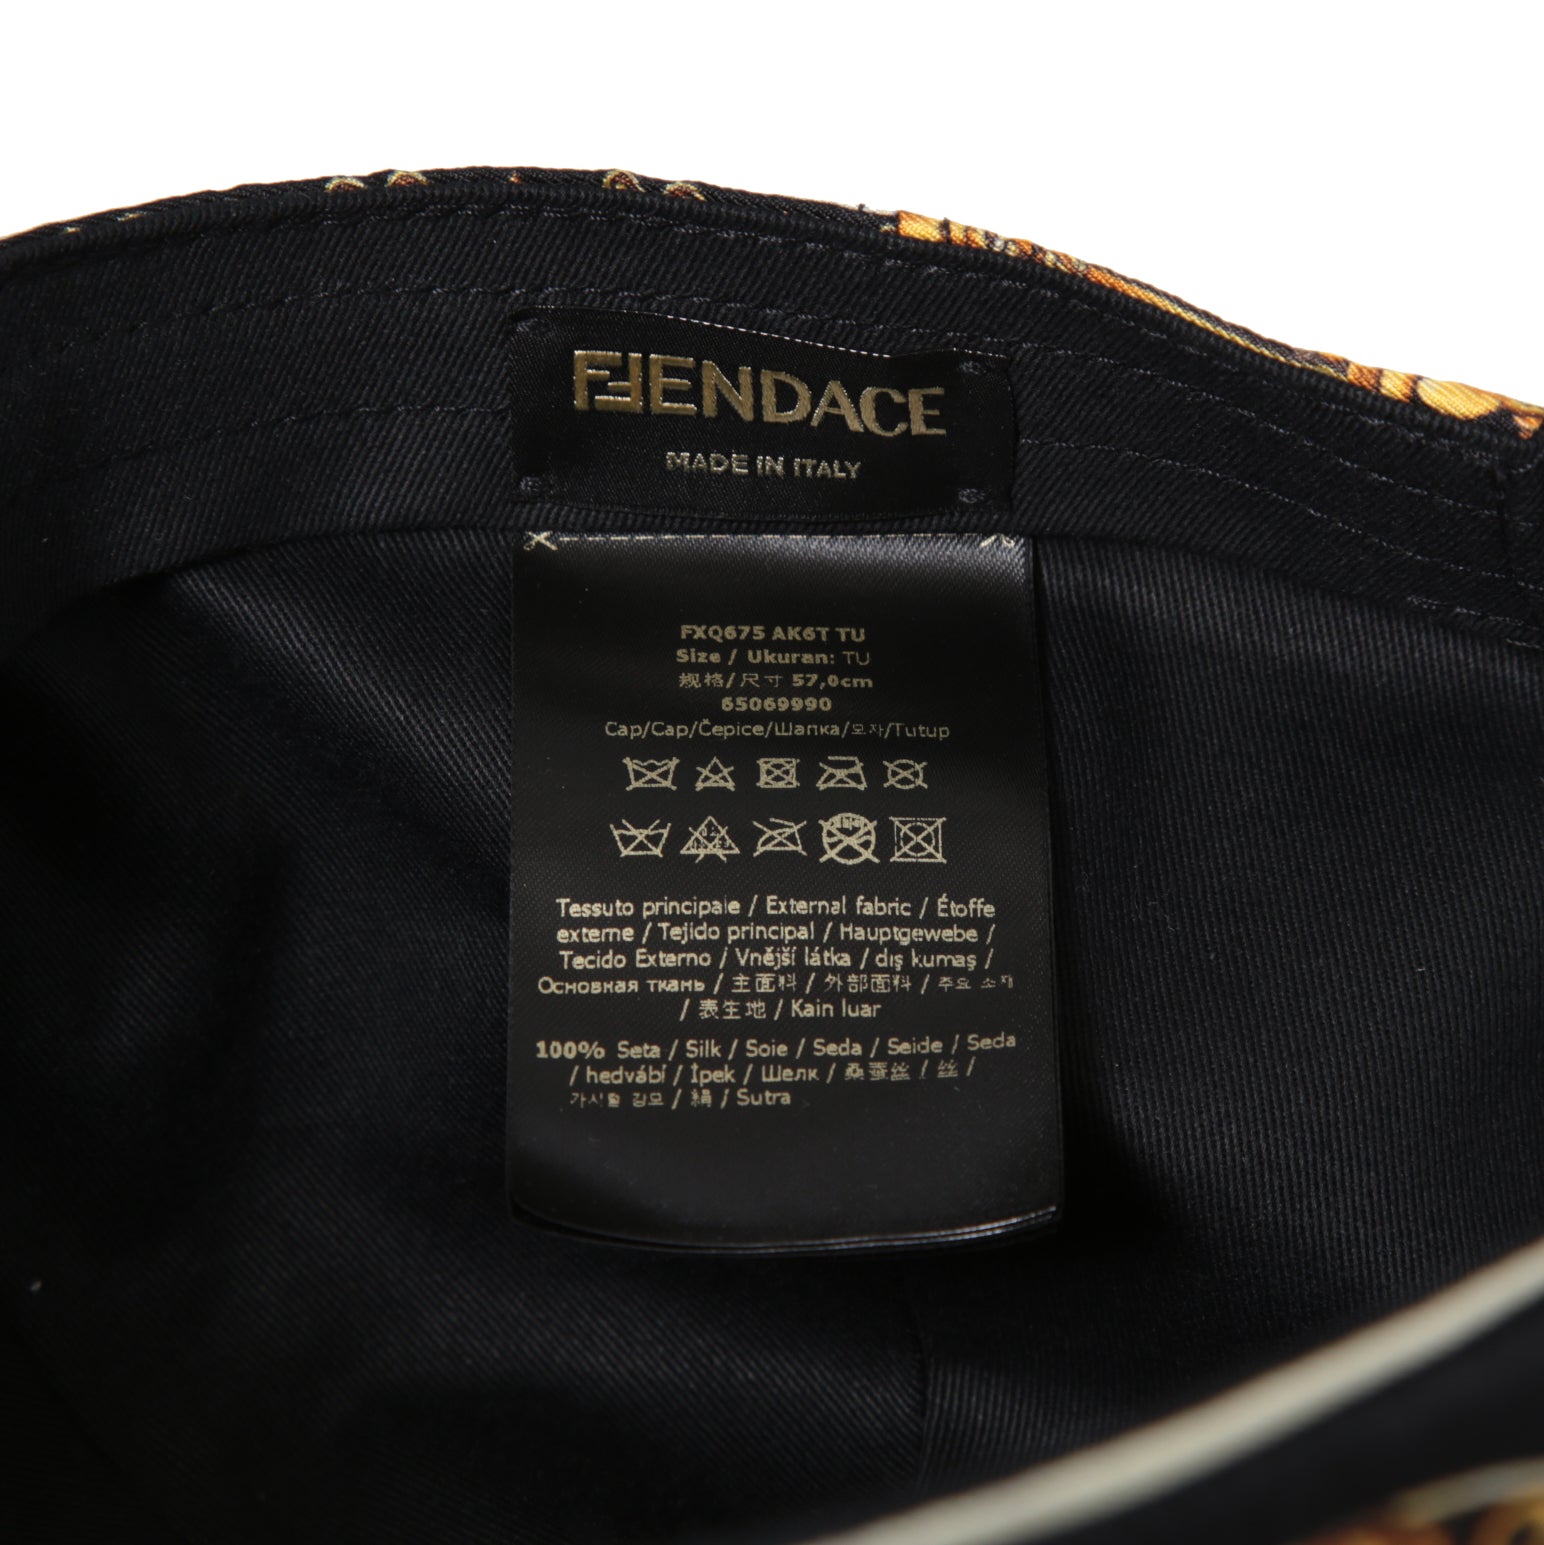 FENDACE
MADE IN ITALY
FXQ675 AK6T TU
Size / Ukuran: TU
规格/尺寸 57,0cm
65069990
Cap/Cap/Čepice/Шапка/모자/Tutup
Tessuto principale / External fabric / Étoffe
externe / Tejido principal / Hauptgewebe /
Tecido Externo / Vnější látka / dış kumaş /
Основная ткань / 主面料 / 外部面料 / 주요 소재
/ 表生地 / Kain luar
100% Seta / Silk / Soie / Seda / Seide / Seda
/ hedvábí / İpek / Шелк / 桑蚕丝 / 丝 /
/ 絹 / Sutra